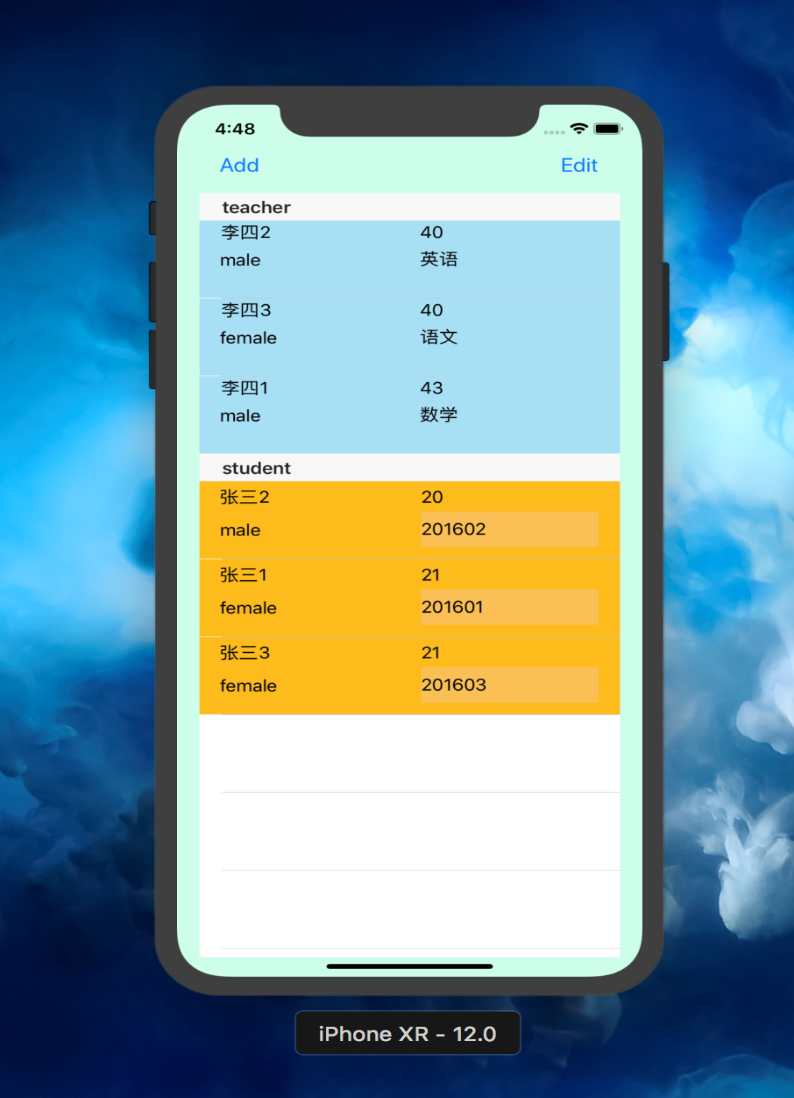 4:48
Add Edit
teacher
李四2 40
male 英语
李四3 40
female 语文
李四1 43
male 数学
student
张三2 20
male 201602
张三1 21
female 201601
张三3 21
female 201603
iPhone XR - 12.0